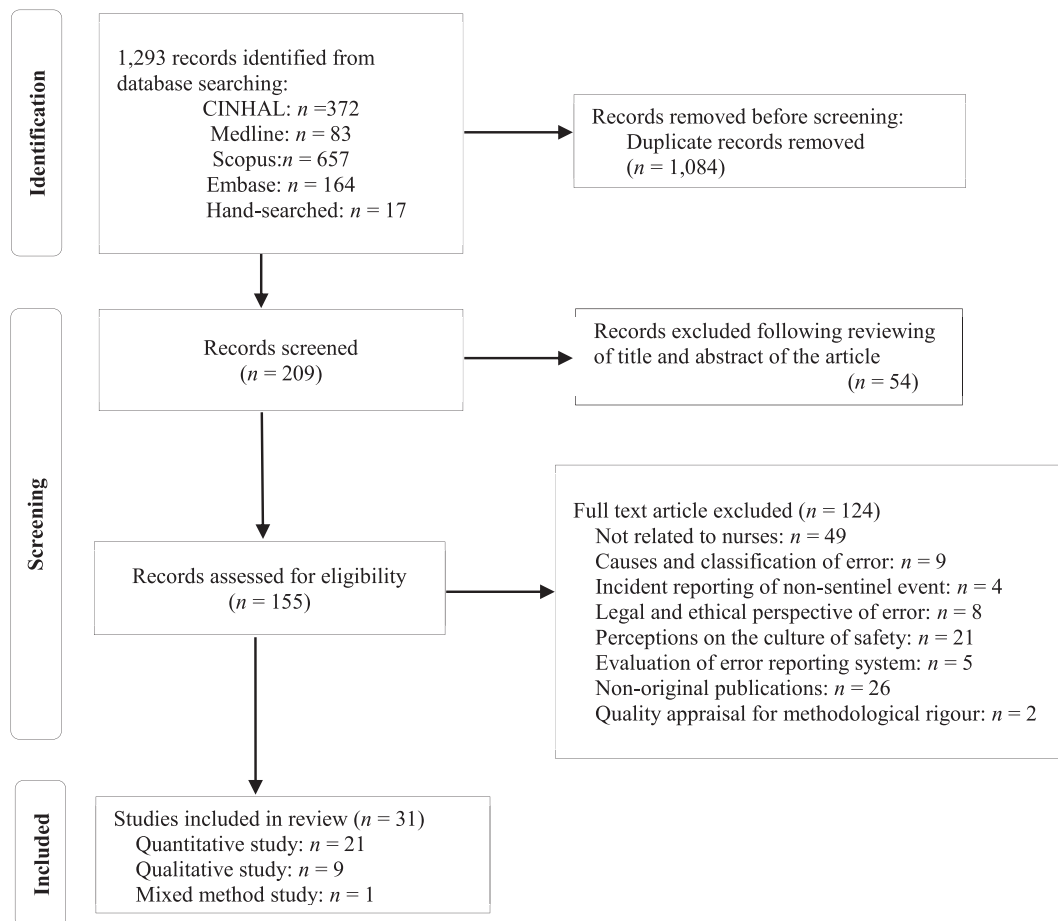 Identification
1,293 records identified from
database searching:
CINHAL: n =372
Medline: n = 83
Scopus:n = 657
Embase: n = 164
Hand-searched: n = 17
Records removed before screening:
Duplicate records removed
(n = 1,084)
Screening
Records screened
(n = 209)
Records excluded following reviewing
of title and abstract of the article
(n = 54)
Records assessed for eligibility
(n = 155)
Full text article excluded (n = 124)
Not related to nurses: n = 49
Causes and classification of error: n = 9
Incident reporting of non-sentinel event: n = 4
Legal and ethical perspective of error: n = 8
Perceptions on the culture of safety: n = 21
Evaluation of error reporting system: n = 5
Non-original publications: n = 26
Quality appraisal for methodological rigour: n = 2
Included
Studies included in review (n = 31)
Quantitative study: n = 21
Qualitative study: n = 9
Mixed method study: n = 1